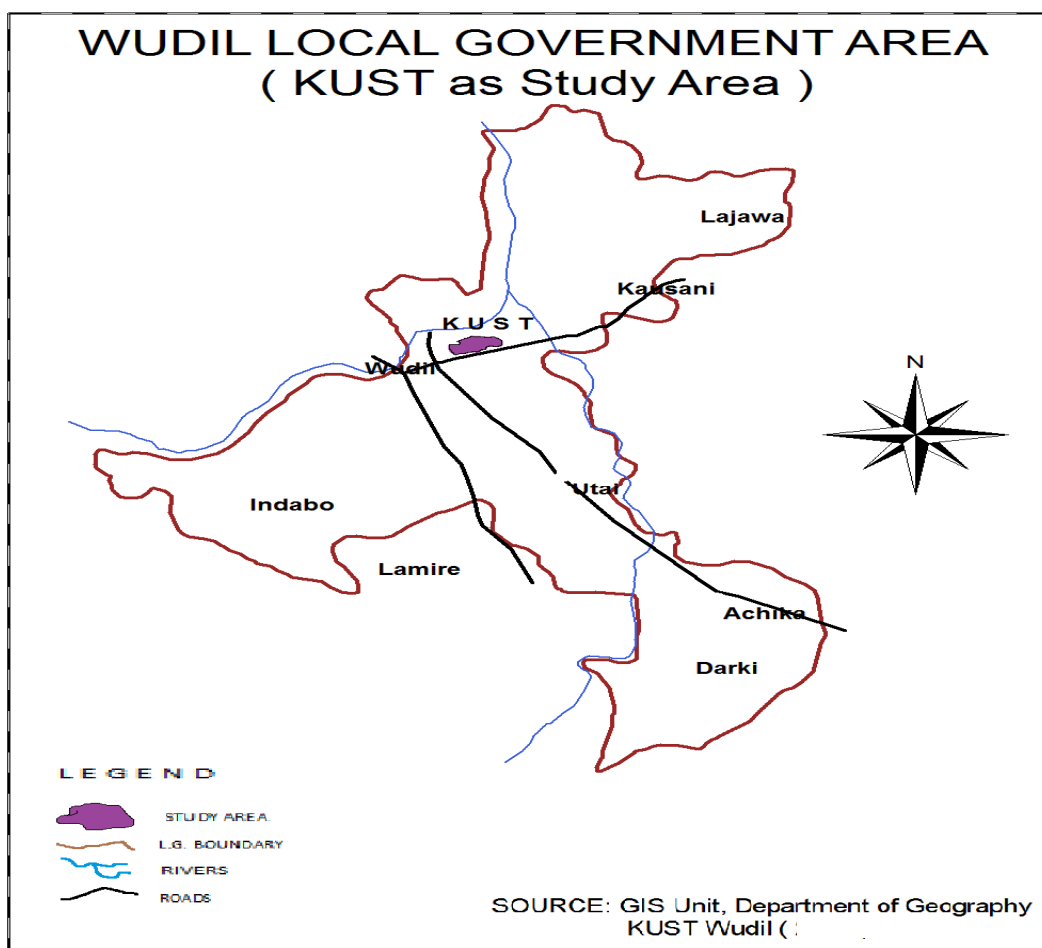 WUDIL LOCAL GOVERNMENT AREA
( KUST as Study Area )
Lajawa
Kausani
K U S T
N
Wudil
Utai
Indabo
Lamire
Achika
Darki
L E G E N D
STUDY AREA
L.G. BOUNDARY
RIVERS
ROADS
SOURCE: GIS Unit, Department of Geography
KUST Wudil (